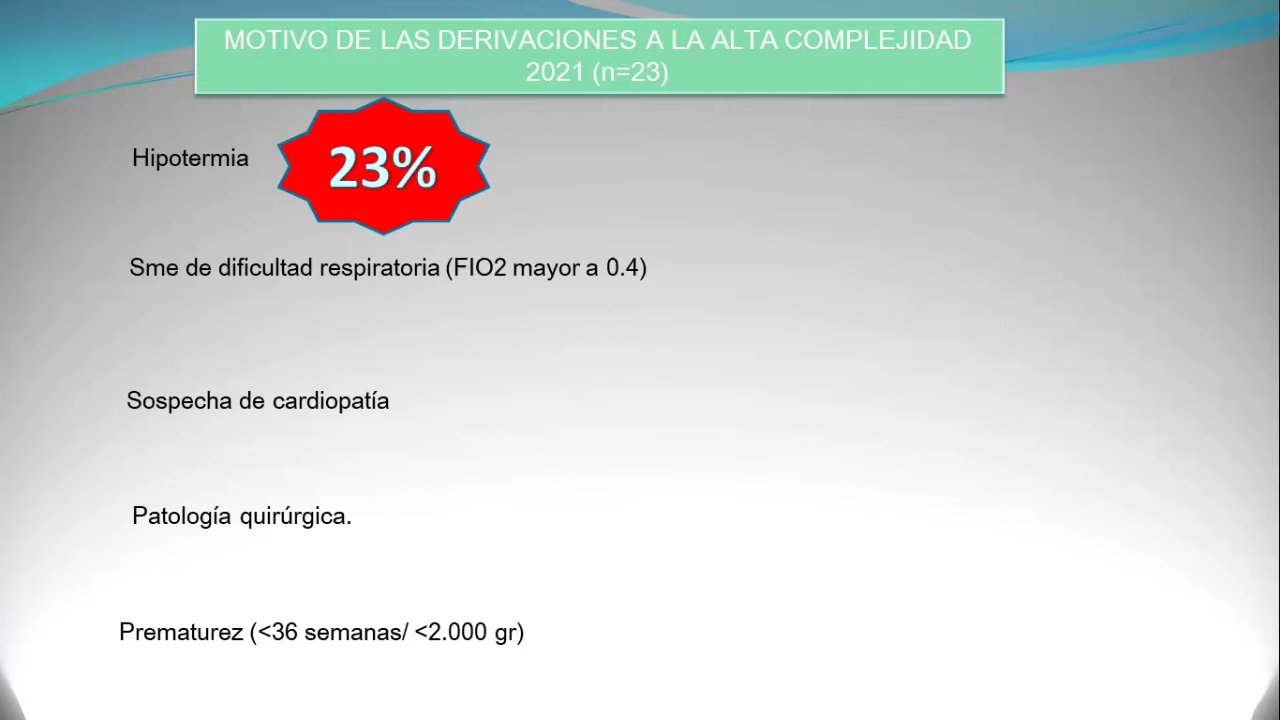 MOTIVO DE LAS DERIVACIONES A LA ALTA COMPLEJIDAD
2021 (n=23)
Hipotermia
23%
Sme de dificultad respiratoria (FIO2 mayor a 0.4)
Sospecha de cardiopatía
Patología quirúrgica.
Prematurez (<36 semanas/ <2.000 gr)